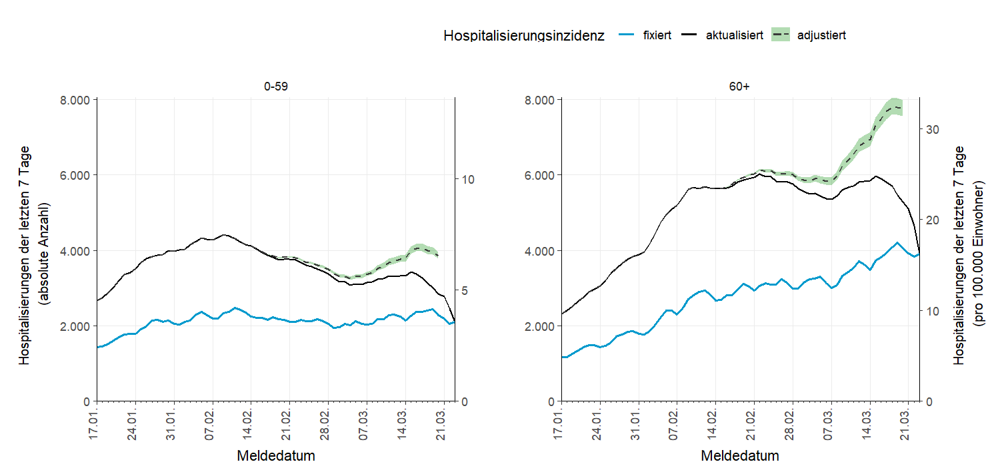 Hospitalisierungsinzidenz fixiert aktualisiert adjustiert
0-59
8.000
6.000
4.000
2.000
0
10
5
0
Hospitalisierungen der letzten 7 Tage
(absolute Anzahl)
17.01. 24.01. 31.01. 07.02. 14.02. 21.02. 28.02. 07.03. 14.03. 21.03.
Meldedatum
60+
8.000
6.000
4.000
2.000
0
30
20
10
0
Hospitalisierungen der letzten 7 Tage
(pro 100.000 Einwohner)
17.01. 24.01. 31.01. 07.02. 14.02. 21.02. 28.02. 07.03. 14.03. 21.03.
Meldedatum